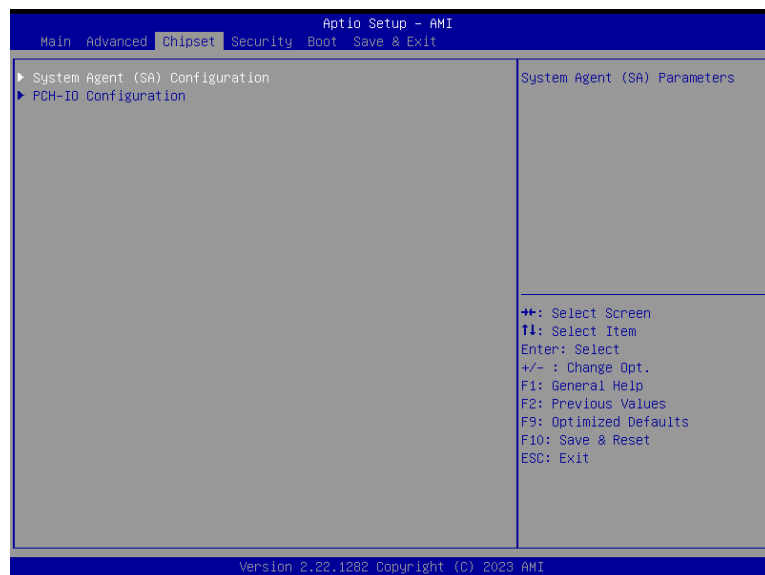 Aptio Setup – AMI
Main Advanced Chipset Security Boot Save & Exit
▶ System Agent (SA) Configuration
▶ PCH-IO Configuration
System Agent (SA) Parameters
→←: Select Screen
↑↓: Select Item
Enter: Select
+/- : Change Opt.
F1: General Help
F2: Previous Values
F9: Optimized Defaults
F10: Save & Reset
ESC: Exit
Version 2.22.1282 Copyright (C) 2023 AMI